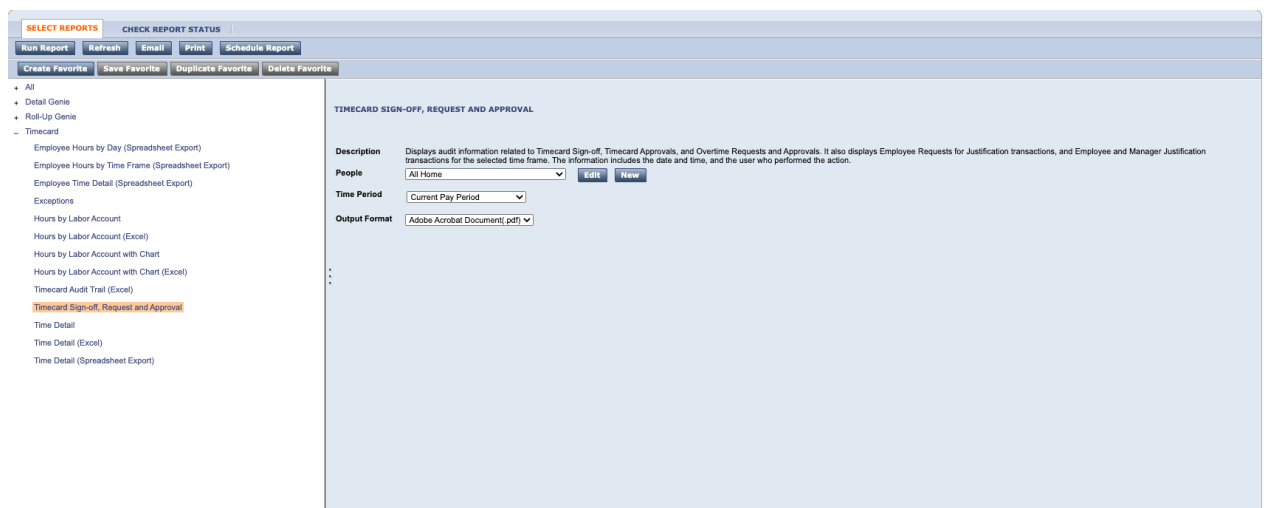 SELECT REPORTS CHECK REPORT STATUS
Run Report Refresh Email Print Schedule Report
Create Favorite Save Favorite Duplicate Favorite Delete Favorite
+ All
+ Detail Genie
+ Roll-Up Genie
− Timecard
Employee Hours by Day (Spreadsheet Export)
Employee Hours by Time Frame (Spreadsheet Export)
Employee Time Detail (Spreadsheet Export)
Exceptions
Hours by Labor Account
Hours by Labor Account (Excel)
Hours by Labor Account with Chart
Hours by Labor Account with Chart (Excel)
Timecard Audit Trail (Excel)
Timecard Sign-off, Request and Approval
Time Detail
Time Detail (Excel)
Time Detail (Spreadsheet Export)
TIMECARD SIGN-OFF, REQUEST AND APPROVAL
Description Displays audit information related to Timecard Sign-off, Timecard Approvals, and Overtime Requests and Approvals. It also displays Employee Requests for Justification transactions, and Employee and Manager Justification
transactions for the selected time frame. The information includes the date and time, and the user who performed the action.
People All Home Edit New
Time Period Current Pay Period
Output Format Adobe Acrobat Document(.pdf)